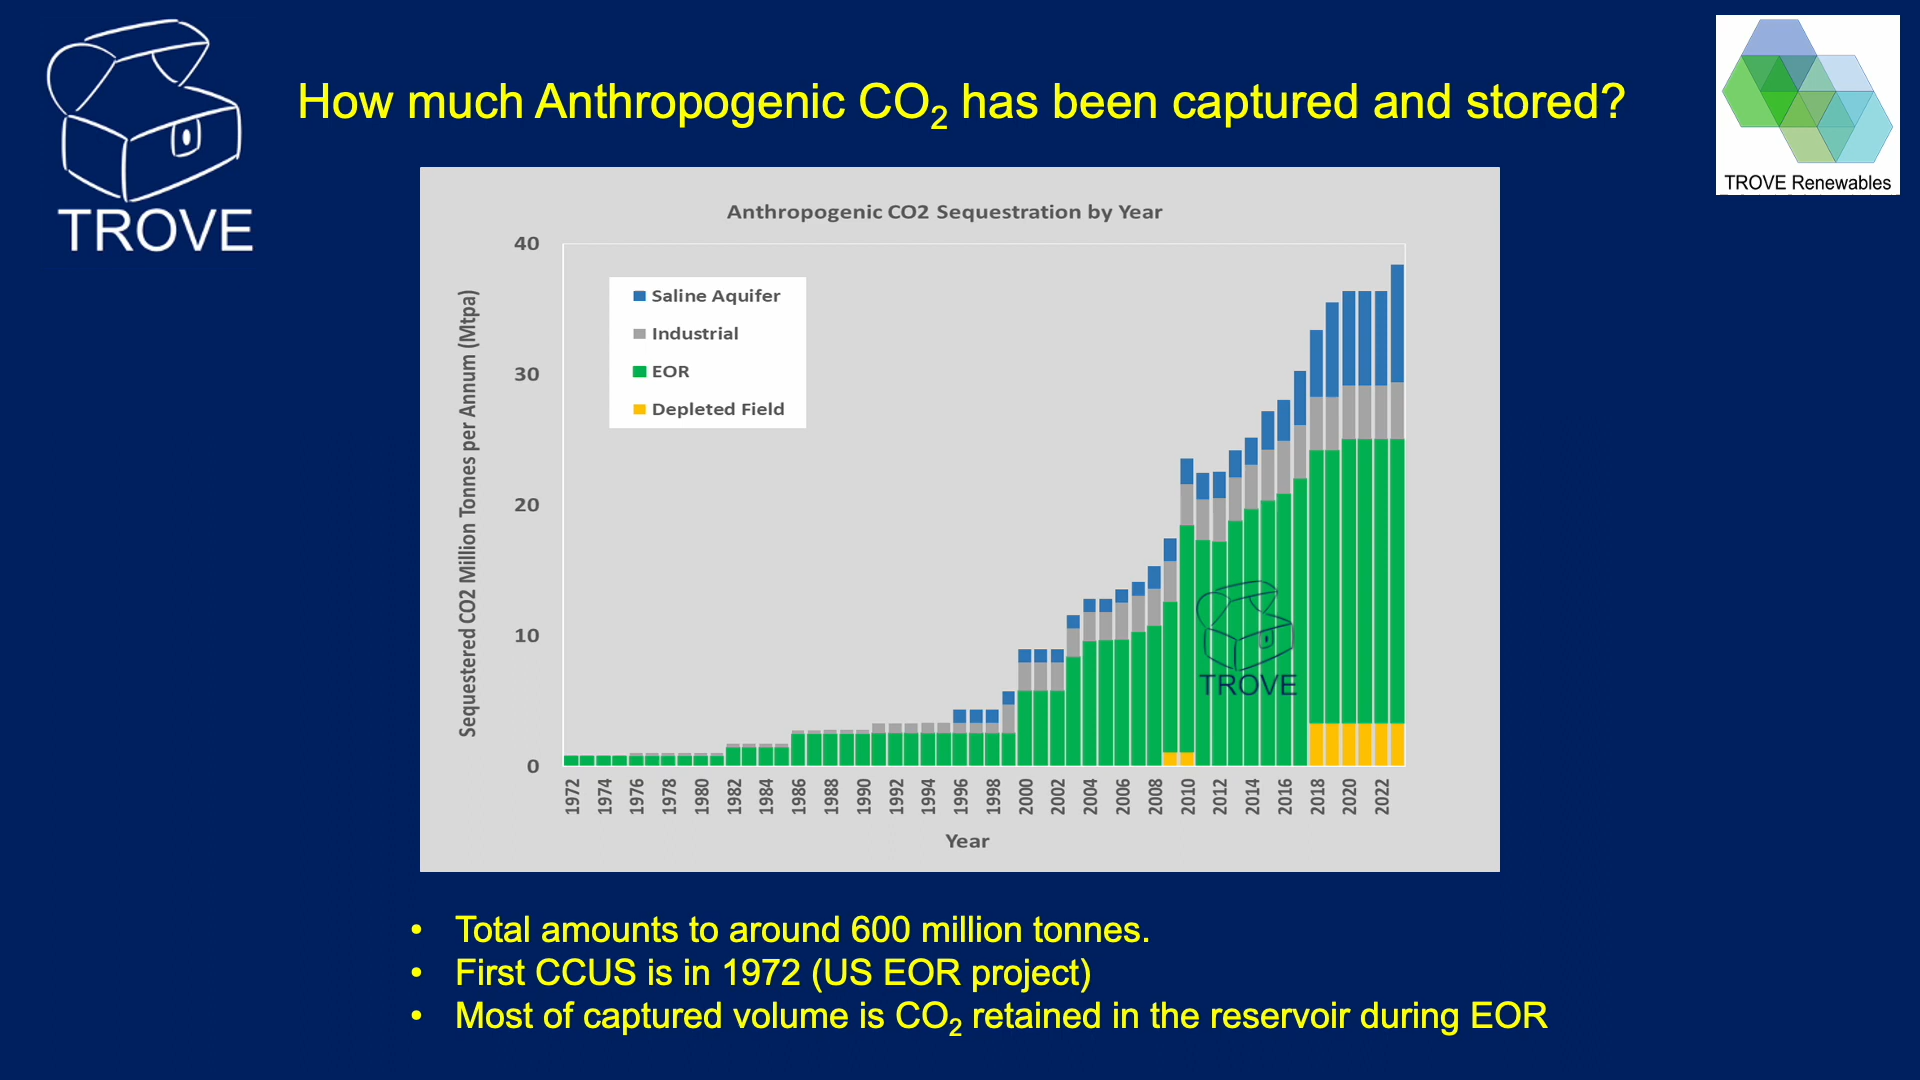 TROVE
How much Anthropogenic CO2 has been captured and stored?
TROVE Renewables
Anthropogenic CO2 Sequestration by Year
Sequestered CO2 Million Tonnes per Annum (Mtpa)
40
30
20
10
0
Saline Aquifer
Industrial
EOR
Depleted Field
TROVE
1972 1974 1976 1978 1980 1982 1984 1986 1988 1990 1992 1994 1996 1998 2000 2002 2004 2006 2008 2010 2012 2014 2016 2018 2020 2022
Year
• Total amounts to around 600 million tonnes.
• First CCUS is in 1972 (US EOR project)
• Most of captured volume is CO2 retained in the reservoir during EOR